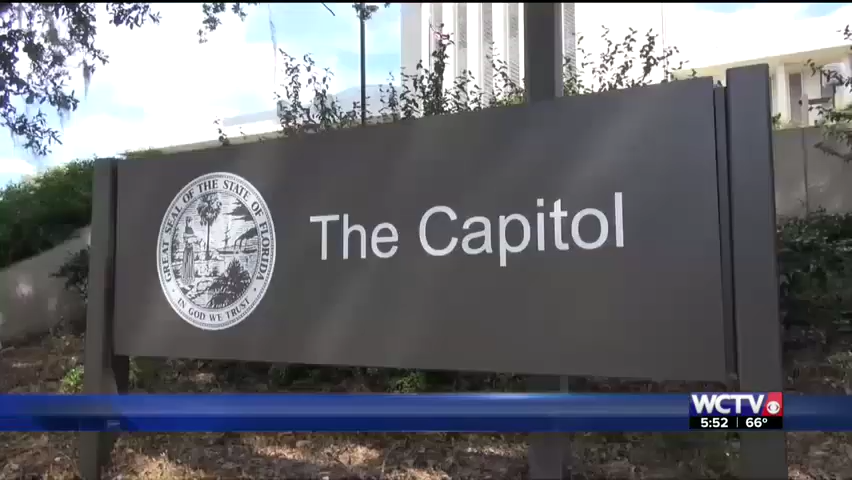 GREAT SEAL OF THE STATE OF FLORIDA
IN GOD WE TRUST
The Capitol
WCTV
5:52 66°